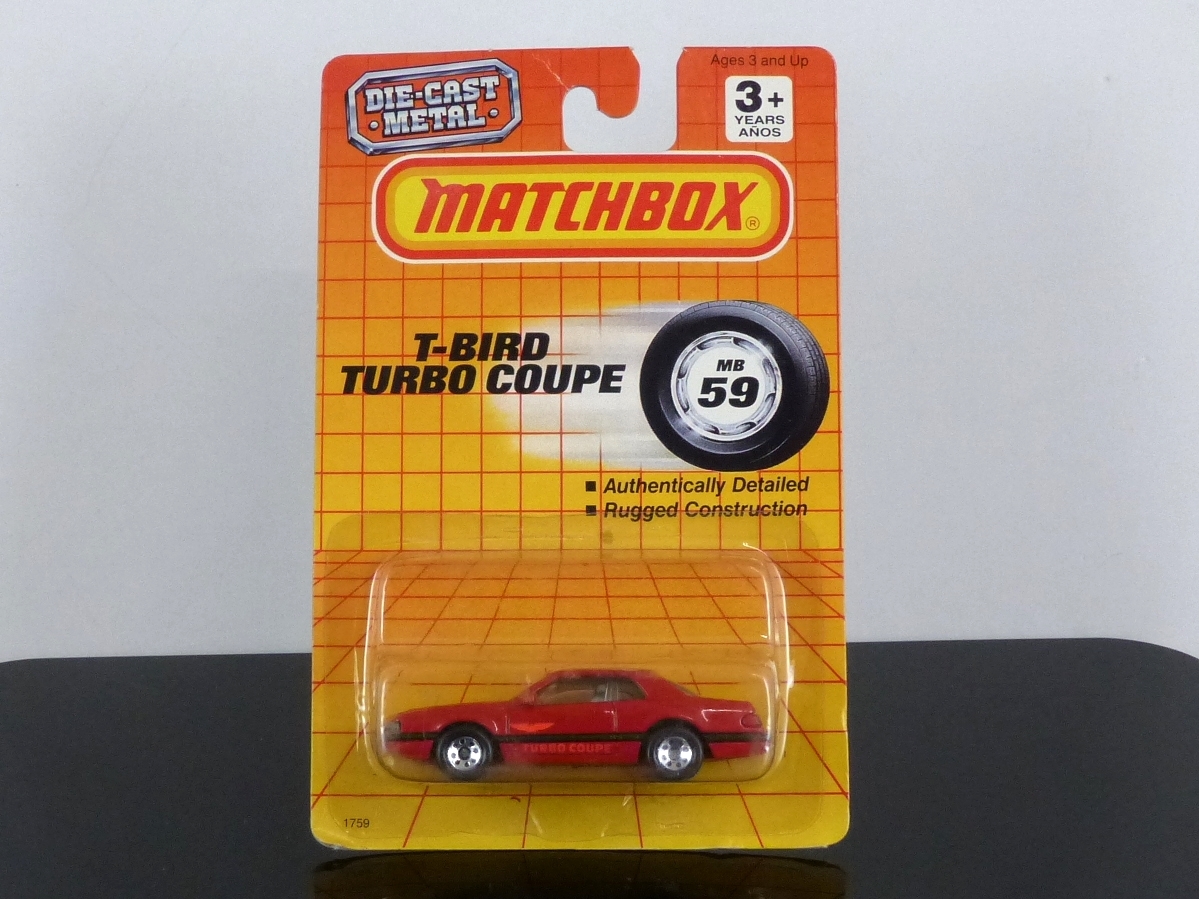 DIE-CAST
• METAL •
Ages 3 and Up
3+
YEARS
AÑOS
MATCHBOX®
T-BIRD
TURBO COUPE
MB
59
■ Authentically Detailed
■ Rugged Construction
TURBO COUPE
1759